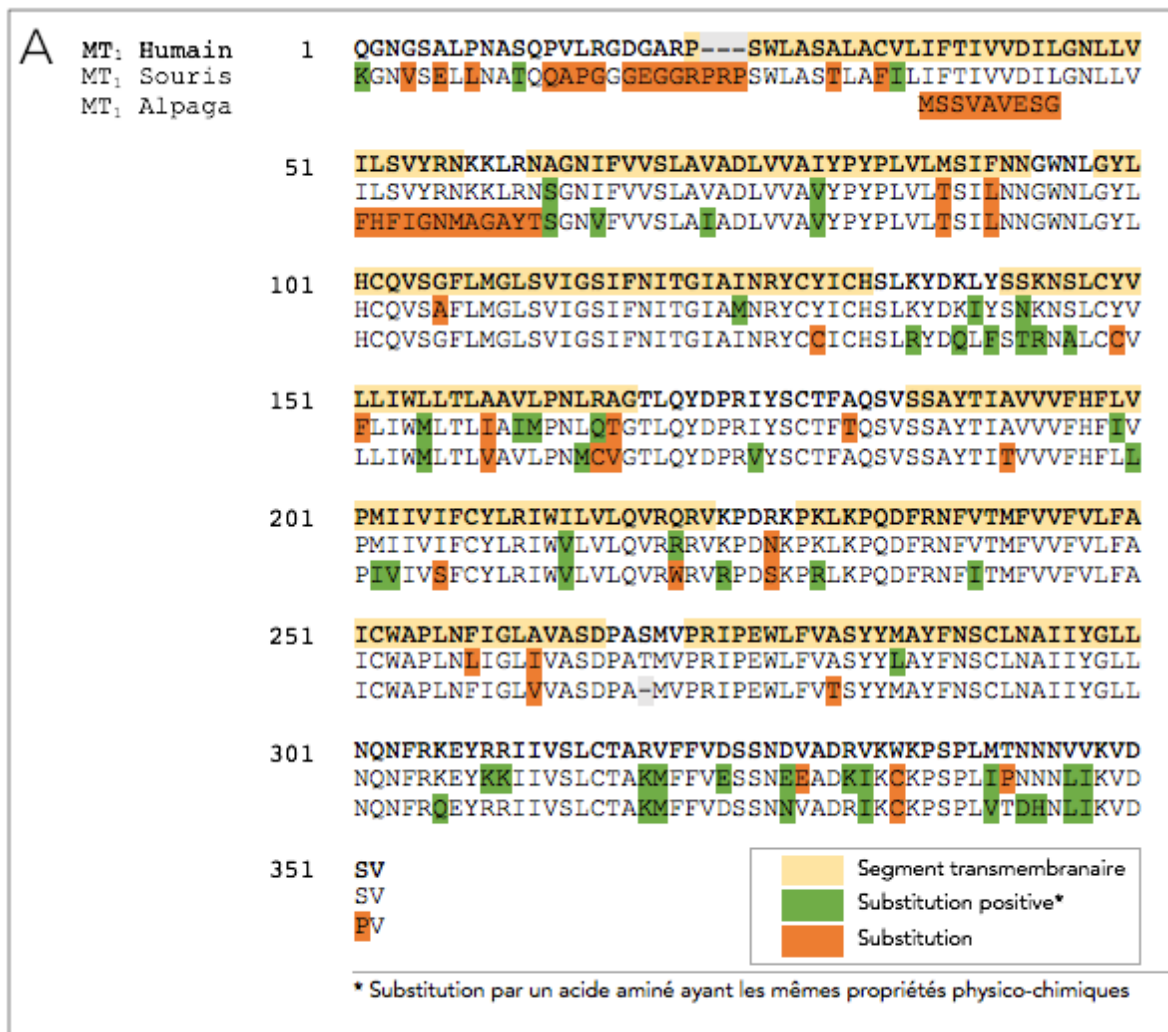 A
MT₁ Humain 1 QGNGSALPNASQPVLRGDGARP---SWLASALACVLIFTIVVDILGNLLV
MT₁ Souris KGNVSELLNATQQAPGGGEGGRPRPSWLASTLAFILIFTIVVDILGNLLV
MT₁ Alpaga MSSVAVESG
51 ILSVYRNKKLRNAGNIFVVSLAVADLVVAIYPYPLVLMSIFNNGWNLGYL
ILSVYRNKKLRNSGNIFVVSLAVADLVVAVYPYPLVLTSILNNGWNLGYL
FHFIGNMAGAYTSGNVFVVSLAIADLVVAVYPYPLVLTSILNNGWNLGYL
101 HCQVSGFLMGLSVIGSIFNITGIAINRYCYICHSLKYDKLYSSKNSLCYV
HCQVSAFLMGLSVIGSIFNITGIAMNRYCYICHSLKYDKIYSNKNSLCYV
HCQVSGFLMGLSVIGSIFNITGIAINRYCCICHSLRYDQLFSTRNALCCV
151 LLIWLLTLAAVLPNLRAGTLQYDPRIYSCTFAQSVSSAYTIAVVVFHFLV
FLIWMLTLIAIMPNLQTGTLQYDPRIYSCTFTQSVSSAYTIAVVVFHFIV
LLIWMLTLVAVLPNMCVGTLQYDPRVYSCTFAQSVSSAYTITVVVFHFLL
201 PMIIVIFCYLRIWILVLQVRQRVKPDRKPKLKPQDFRNFVTMFVVFVLFA
PMIIVIFCYLRIWVLVLQVRRRVKPDNKPKLKPQDFRNFVTMFVVFVLFA
PIVIVSFCYLRIWVLVLQVRWRVRPDSKPRLKPQDFRNFITMFVVFVLFA
251 ICWAPLNFIGLAVASDPASMVPRIPEWLFVASYYMAYFNSCLNAIIYGLL
ICWAPLNLIGLIVASDPATMVPRIPEWLFVASYYLAYFNSCLNAIIYGLL
ICWAPLNFIGLVVASDPA-MVPRIPEWLFVTSYYMAYFNSCLNAIIYGLL
301 NQNFRKEYRRIIVSLCTARVFFVDSSNDVADRVKWKPSPLMTNNNVVKVD
NQNFRKEYKKIIVSLCTAKMFFVESSNEEADKIKCKPSPLIPNNNLIKVD
NQNFRQEYRRIIVSLCTAKMFFVDSSNNVADRIKCKPSPLVTDHNLIKVD
351 SV
SV
PV
Segment transmembranaire
Substitution positive*
Substitution
* Substitution par un acide aminé ayant les mêmes propriétés physico-chimiques